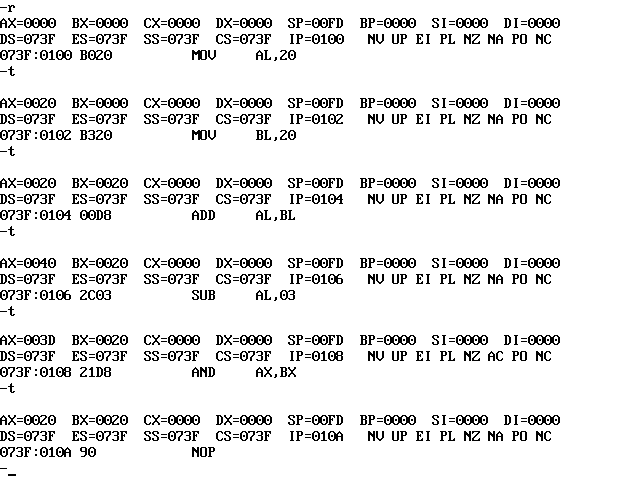 -r
AX=0000  BX=0000  CX=0000  DX=0000  SP=00FD  BP=0000  SI=0000  DI=0000
DS=073F  ES=073F  SS=073F  CS=073F  IP=0100   NV UP EI PL NZ NA PO NC
073F:0100 B020          MOV     AL,20
-t
AX=0020  BX=0000  CX=0000  DX=0000  SP=00FD  BP=0000  SI=0000  DI=0000
DS=073F  ES=073F  SS=073F  CS=073F  IP=0102   NV UP EI PL NZ NA PO NC
073F:0102 B320          MOV     BL,20
-t
AX=0020  BX=0020  CX=0000  DX=0000  SP=00FD  BP=0000  SI=0000  DI=0000
DS=073F  ES=073F  SS=073F  CS=073F  IP=0104   NV UP EI PL NZ NA PO NC
073F:0104 00D8          ADD     AL,BL
-t
AX=0040  BX=0020  CX=0000  DX=0000  SP=00FD  BP=0000  SI=0000  DI=0000
DS=073F  ES=073F  SS=073F  CS=073F  IP=0106   NV UP EI PL NZ NA PO NC
073F:0106 2C03          SUB     AL,03
-t
AX=003D  BX=0020  CX=0000  DX=0000  SP=00FD  BP=0000  SI=0000  DI=0000
DS=073F  ES=073F  SS=073F  CS=073F  IP=0108   NV UP EI PL NZ AC PO NC
073F:0108 21D8          AND     AX,BX
-t
AX=0020  BX=0020  CX=0000  DX=0000  SP=00FD  BP=0000  SI=0000  DI=0000
DS=073F  ES=073F  SS=073F  CS=073F  IP=010A   NV UP EI PL NZ NA PO NC
073F:010A 90            NOP
-_